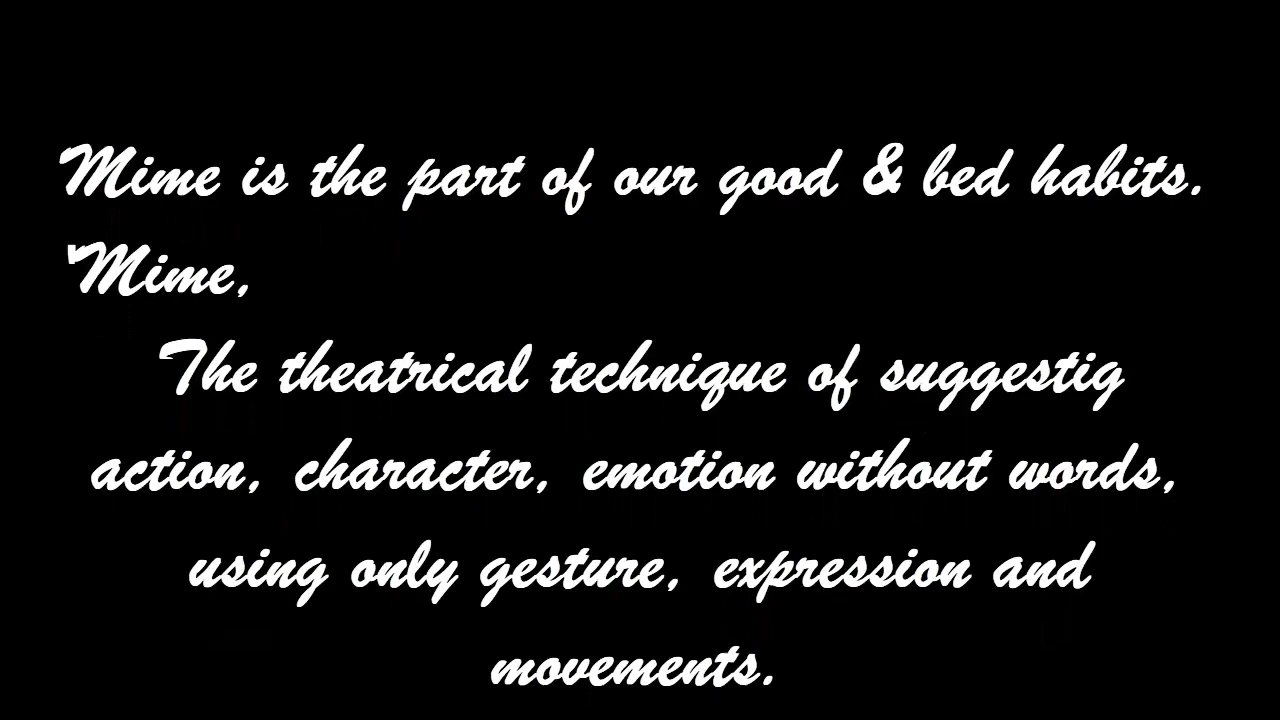 Mime is the part of our good & bed habits.
"Mime,
The theatrical technique of suggestig
action, character, emotion without words,
using only gesture, expression and
movements.